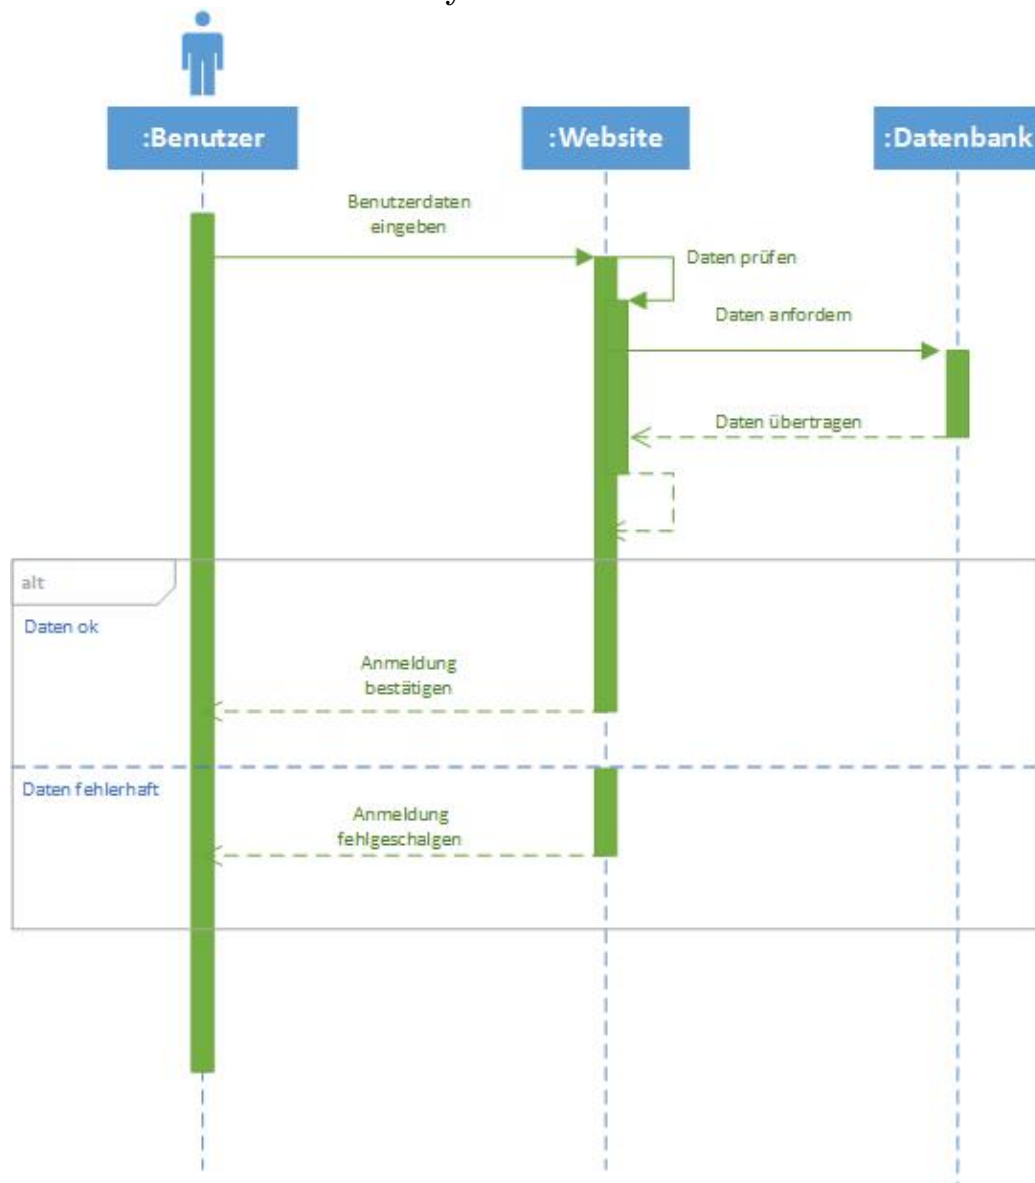 :Benutzer
:Website
:Datenbank
Benutzerdaten
eingeben
Daten prüfen
Daten anfordern
Daten übertragen
alt
Daten ok
Anmeldung
bestätigen
Daten fehlerhaft
Anmeldung
fehlgeschalgen